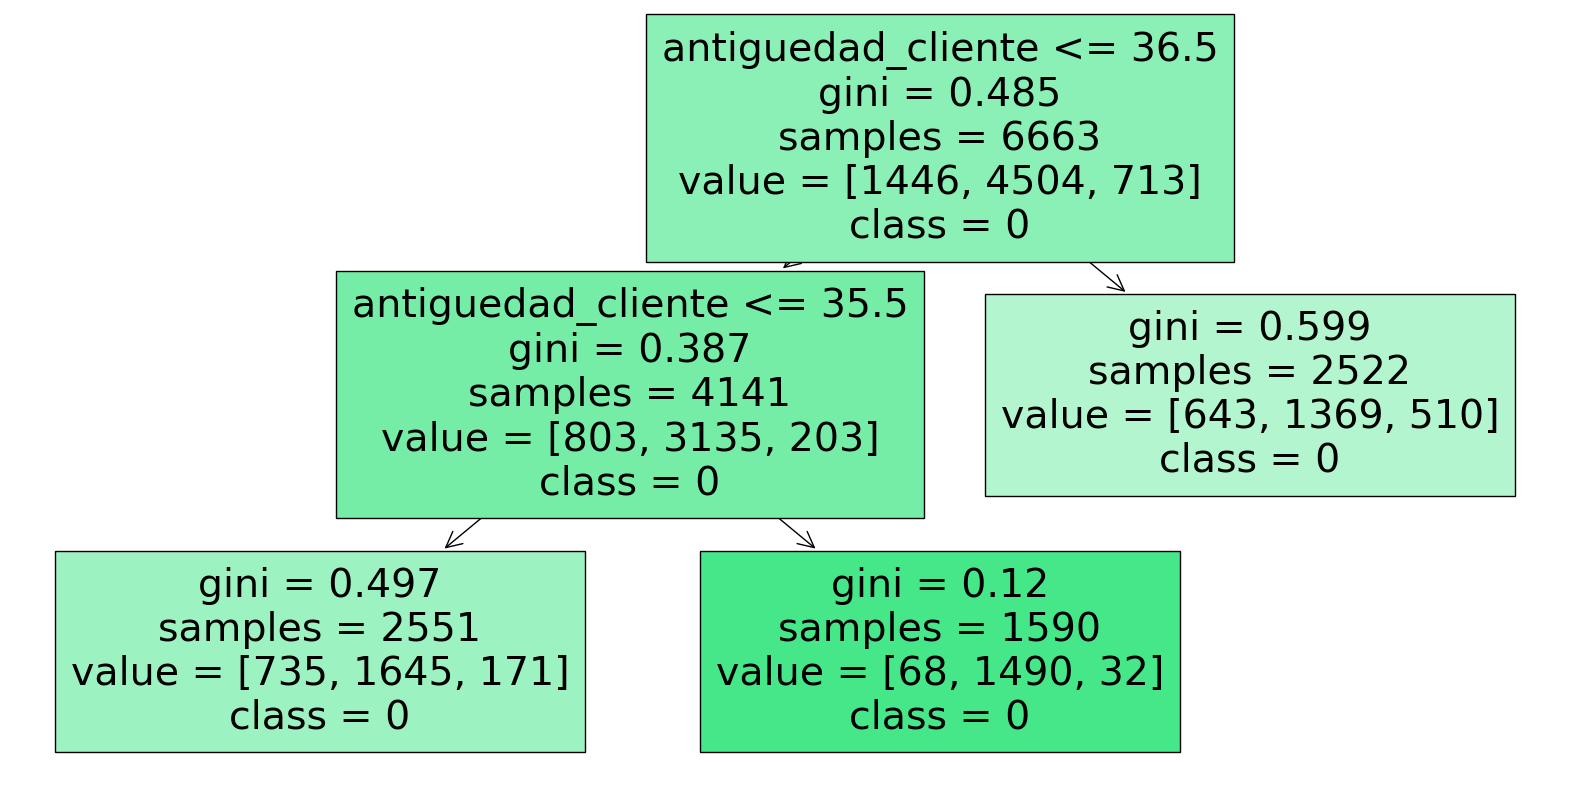 antiguedad_cliente <= 36.5
gini = 0.485
samples = 6663
value = [1446, 4504, 713]
class = 0
antiguedad_cliente <= 35.5
gini = 0.387
samples = 4141
value = [803, 3135, 203]
class = 0
gini = 0.599
samples = 2522
value = [643, 1369, 510]
class = 0
gini = 0.497
samples = 2551
value = [735, 1645, 171]
class = 0
gini = 0.12
samples = 1590
value = [68, 1490, 32]
class = 0